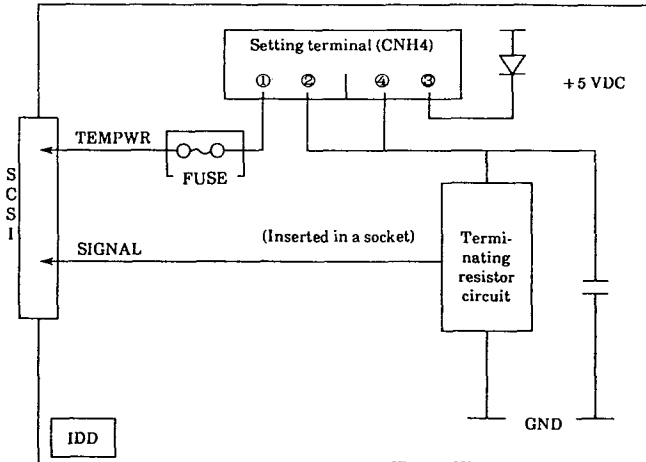 Setting terminal (CNH4)
① ② ④ ③
+5 VDC
TEMPWR
FUSE
SCSI
SIGNAL
(Inserted in a socket)
Termi-
nating
resistor
circuit
GND
IDD